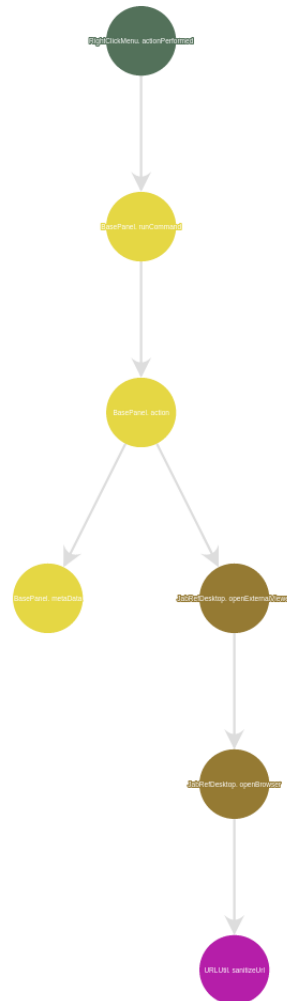 RightClickMenu. actionPerformed
BasePanel. runCommand
BasePanel. action
BasePanel. metaData
JabRefDesktop. openExternalViewer
JabRefDesktop. openBrowser
URLUtil. sanitizeUrl